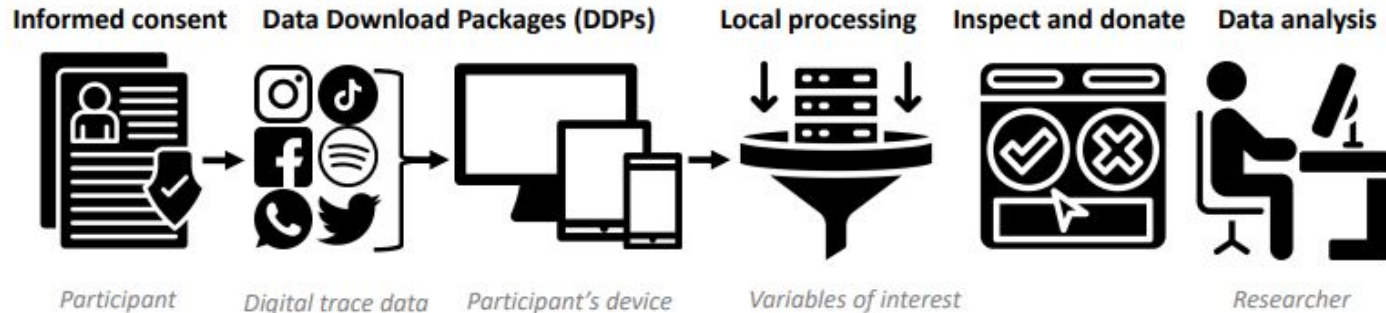 Informed consent
Data Download Packages (DDPs)
Local processing
Inspect and donate
Data analysis
Participant
Digital trace data
Participant's device
Variables of interest
Researcher